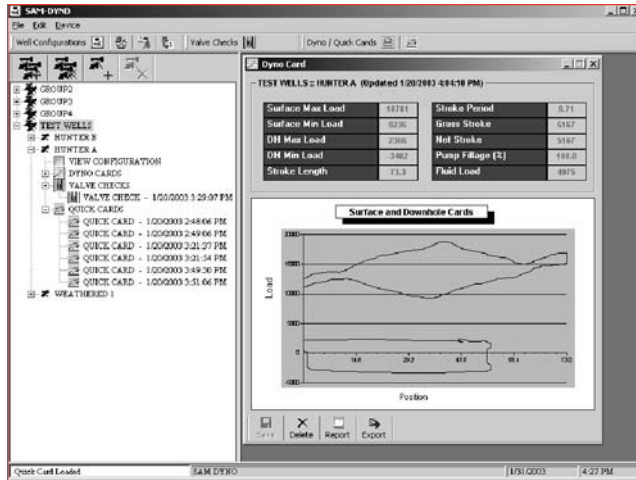 SAM-DYNO
File Edit Device
Well Configurations Valve Checks Dyno / Quick Cards
GROUP2
GROUP3
GROUP4
TEST WELLS
HUNTER B
HUNTER A
VIEW CONFIGURATION
DYNO CARDS
VALVE CHECKS
VALVE CHECK - 1/20/2003 3:29:07 PM
QUICK CARDS
QUICK CARD - 1/20/2003 2:48:06 PM
QUICK CARD - 1/20/2003 2:49:06 PM
QUICK CARD - 1/20/2003 3:21:37 PM
QUICK CARD - 1/20/2003 3:21:54 PM
QUICK CARD - 1/20/2003 3:49:30 PM
QUICK CARD - 1/20/2003 3:51:06 PM
WEATHERED 1
Dyno Card
TEST WELLS :: HUNTER A (Updated 1/20/2003 4:04:10 PM)
Surface Max Load 18781 Stroke Period 8.71
Surface Min Load 9236 Gross Stroke
DH Max Load Net Stroke 5167
DH Min Load -3482 Pump Fillage (%) 100.0
Stroke Length 73.3 Fluid Load 4975
Surface and Downhole Cards
Load
Position
Save Delete Report Export
Quick Card Loaded SAM DYNO 1/31/2003 4:27 PM